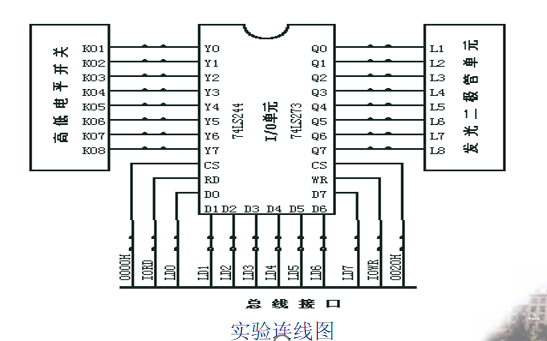 高低电平开关
KO1
KO2
KO3
KO4
KO5
KO6
KO7
KO8
Y0
Y1
Y2
Y3
Y4
Y5
Y6
Y7
CS
RD
D0
74LS244
I/O单元
74LS273
Q0
Q1
Q2
Q3
Q4
Q5
Q6
Q7
CS
WR
D7
D1 D2 D3 D4 D5 D6
L1
L2
L3
L4
L5
L6
L7
L8
发光二极管单元
0000H IORD LD0 LD1 LD2 LD3 LD4 LD5 LD6 LD7 IOWR 0020H
总线接口
实验连线图